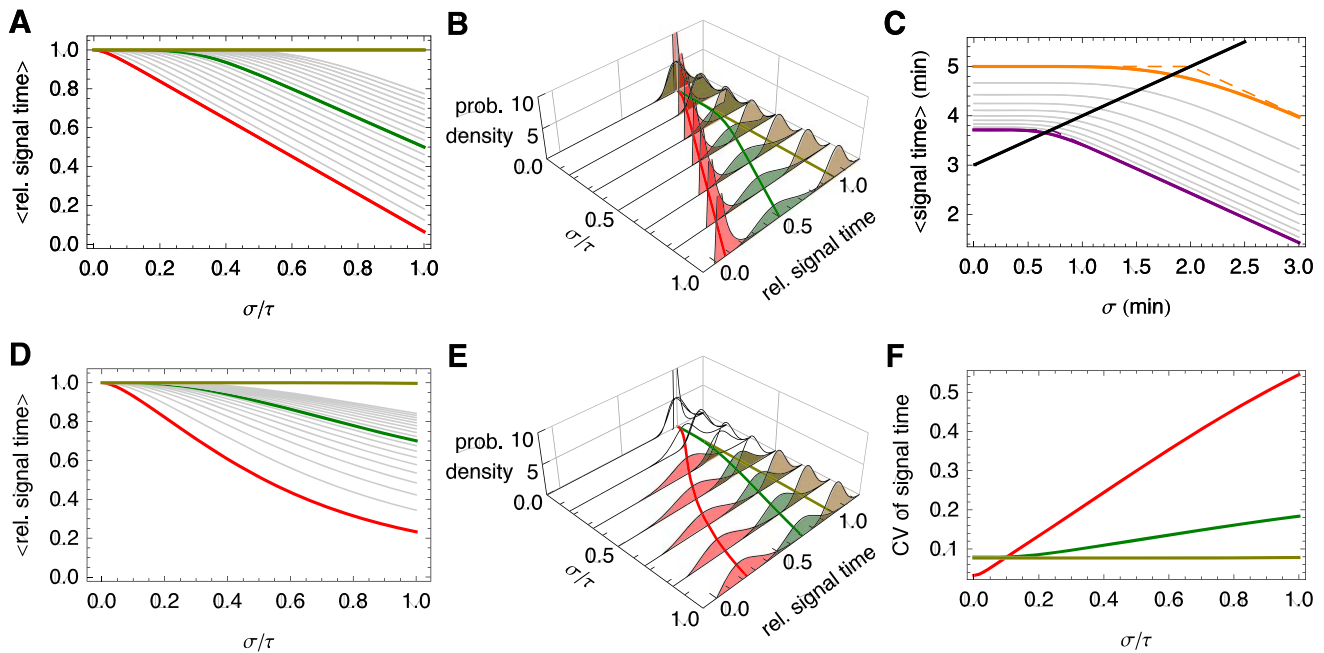 A
<rel. signal time>
1.0
0.8
0.6
0.4
0.2
0.0
0.0 0.2 0.4 0.6 0.8 1.0
σ/τ
B
prob. 10
density 5
0.0
0.5
1.0
σ/τ
0.0
0.5
1.0
rel. signal time
C
<signal time> (min)
5
4
3
2
0.0 0.5 1.0 1.5 2.0 2.5 3.0
σ (min)
D
<rel. signal time>
1.0
0.8
0.6
0.4
0.2
0.0
0.0 0.2 0.4 0.6 0.8 1.0
σ/τ
E
prob. 10
density 5
0.0
0.5
1.0
σ/τ
0.0
0.5
1.0
rel. signal time
F
CV of signal time
0.5
0.4
0.3
0.2
0.1
0.0 0.2 0.4 0.6 0.8 1.0
σ/τ